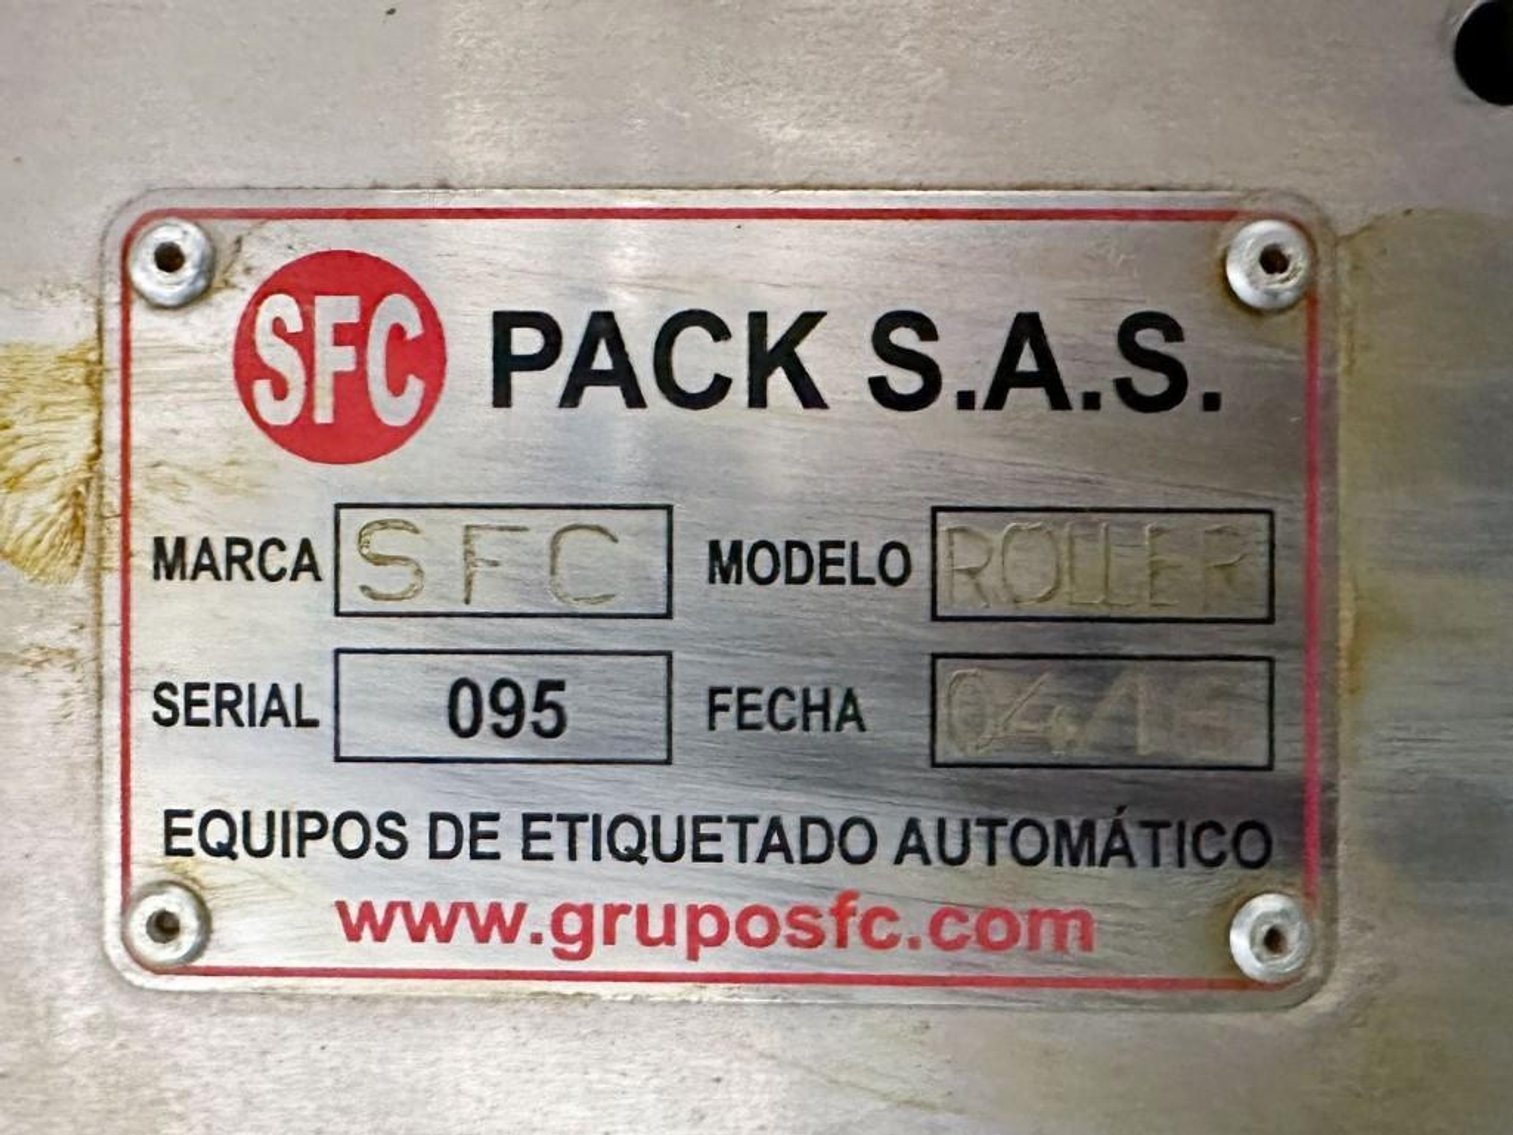 SFC PACK S.A.S.
MARCA SFC MODELO ROLLER
SERIAL 095 FECHA
EQUIPOS DE ETIQUETADO AUTOMÁTICO
www.gruposfc.com